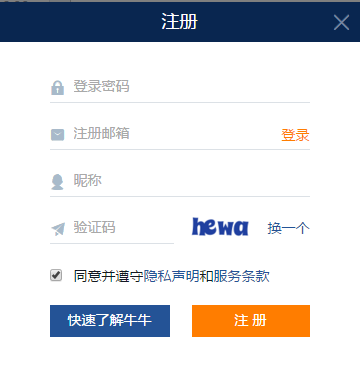 注册
登录密码
注册邮箱 登录
昵称
验证码 hewa 换一个
同意并遵守隐私声明和服务条款
快速了解牛牛 注 册